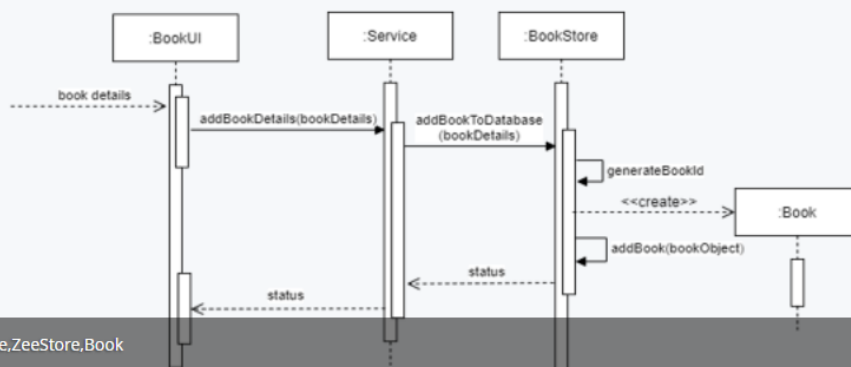 :BookUI
:Service
:BookStore
book details
addBookDetails(bookDetails)
addBookToDatabase
(bookDetails)
generateBookId
<<create>>
:Book
addBook(bookObject)
status
status
e,ZeeStore,Book